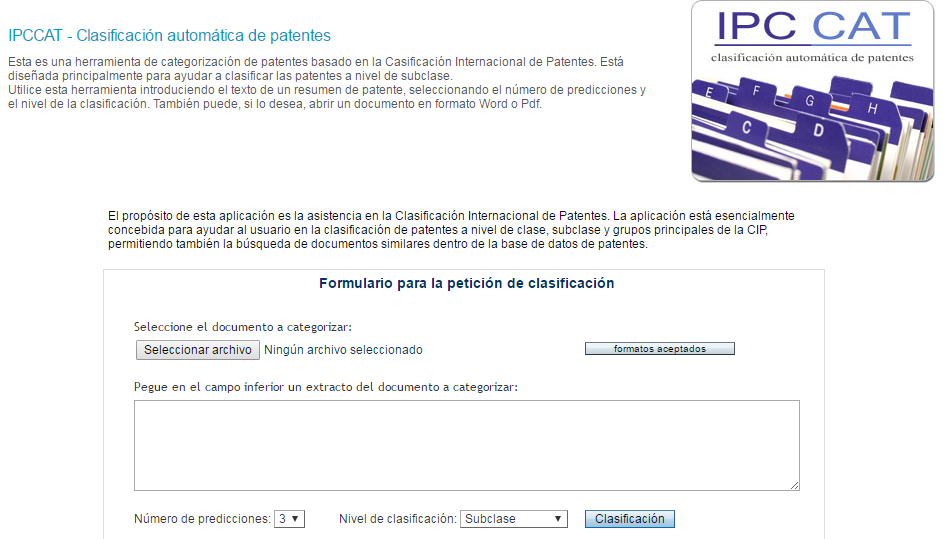 IPCCAT - Clasificación automática de patentes
Esta es una herramienta de categorización de patentes basado en la Casificación Internacional de Patentes. Está
diseñada principalmente para ayudar a clasificar las patentes a nivel de subclase.
Utilice esta herramienta introduciendo el texto de un resumen de patente, seleccionando el número de predicciones y
el nivel de la clasificación. También puede, si lo desea, abrir un documento en formato Word o Pdf.
IPC CAT
clasificación automática de patentes
E F G H
C D
El propósito de esta aplicación es la asistencia en la Clasificación Internacional de Patentes. La aplicación está esencialmente
concebida para ayudar al usuario en la clasificación de patentes a nivel de clase, subclase y grupos principales de la CIP,
permitiendo también la búsqueda de documentos similares dentro de la base de datos de patentes.
Formulario para la petición de clasificación
Seleccione el documento a categorizar:
Seleccionar archivo Ningún archivo seleccionado formatos aceptados
Pegue en el campo inferior un extracto del documento a categorizar:
Número de predicciones: 3 Nivel de clasificación: Subclase Clasificación